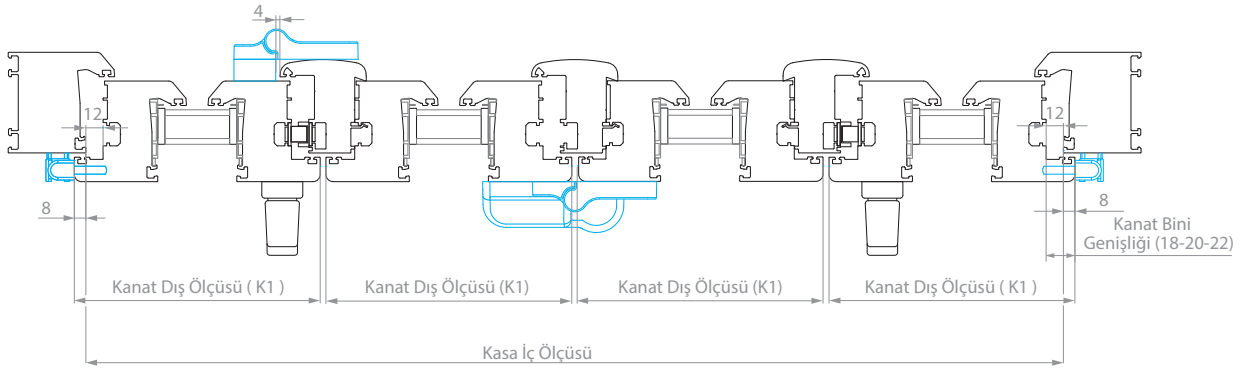 4
12
12
8
8
Kanat Bini
Genişliği (18-20-22)
Kanat Dış Ölçüsü ( K1 )
Kanat Dış Ölçüsü (K1)
Kanat Dış Ölçüsü (K1)
Kanat Dış Ölçüsü ( K1 )
Kasa İç Ölçüsü